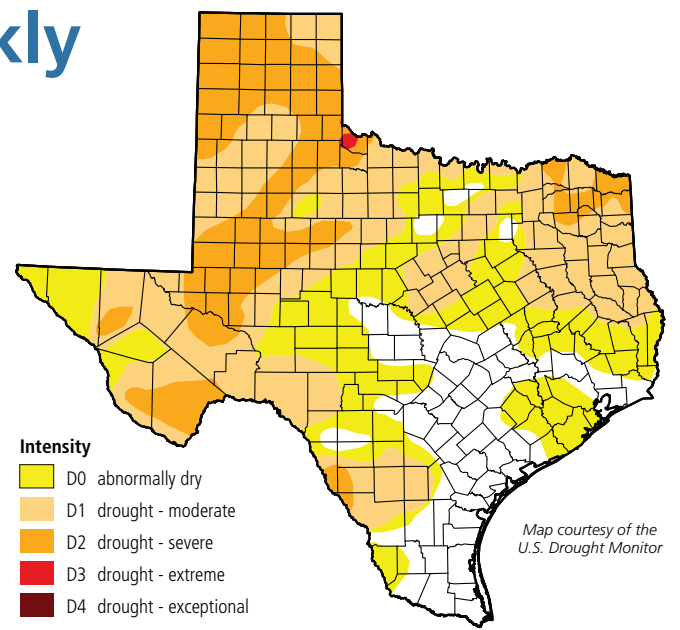 kly
Intensity
D0 abnormally dry
D1 drought - moderate
D2 drought - severe
D3 drought - extreme
D4 drought - exceptional
Map courtesy of the
U.S. Drought Monitor